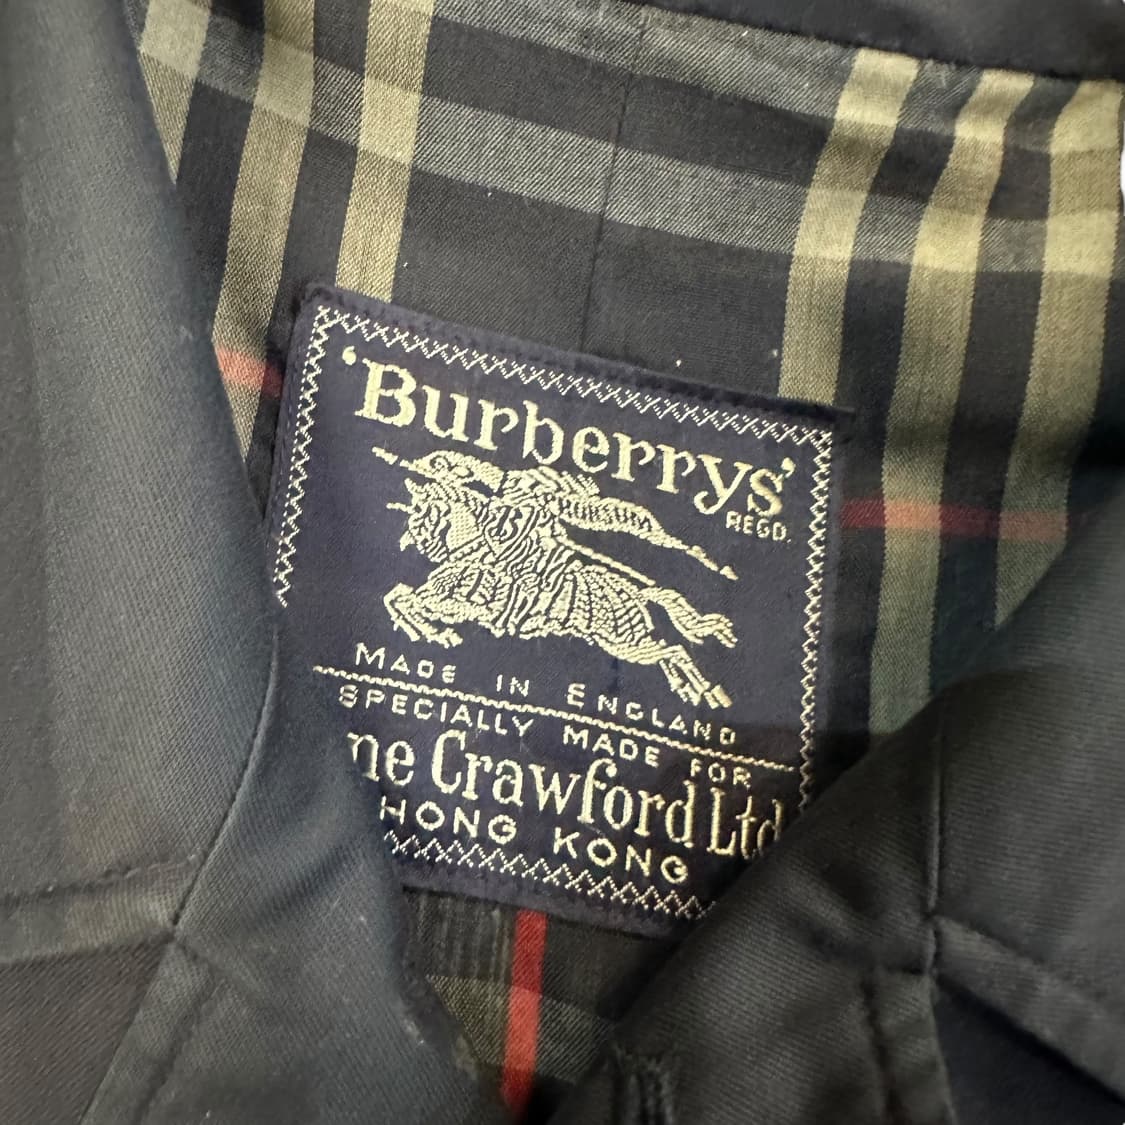 'Burberrys'
REGD.
PRORSUM
MADE IN ENGLAND
SPECIALLY MADE FOR
ne Crawford Ltd
HONG KONG